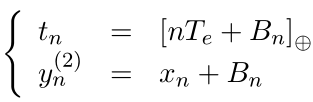 t_n = [nT_e + B_n]_⊕
y_n^{(2)} = x_n + B_n